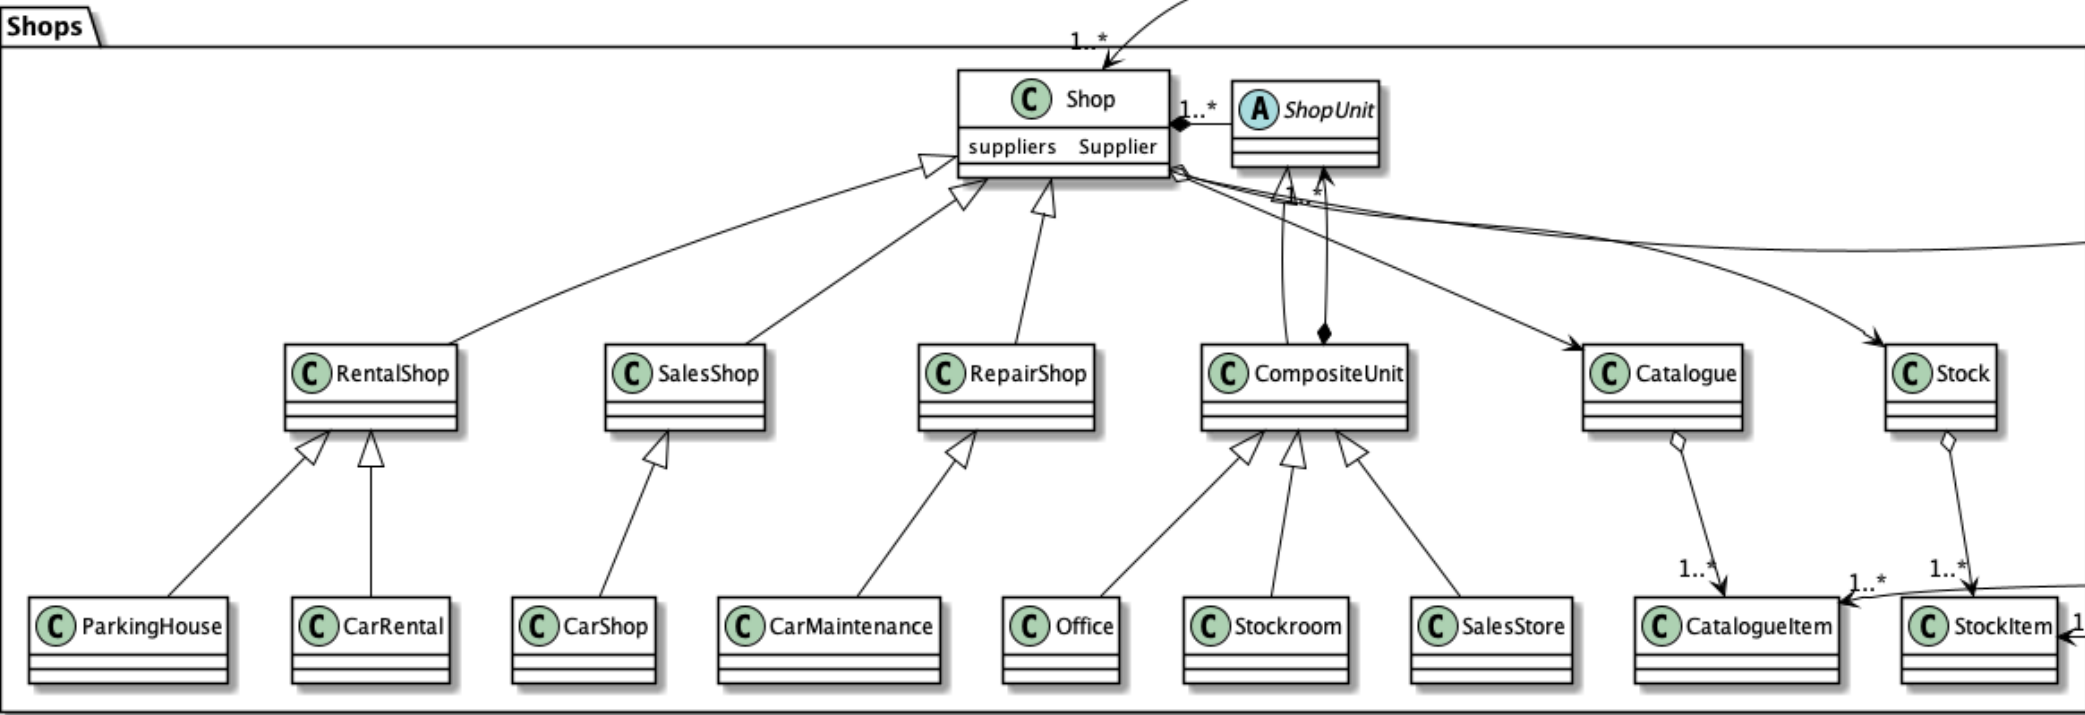 Shops
1..*
C Shop
suppliers Supplier
1..*
A ShopUnit
1..*
C RentalShop
C SalesShop
C RepairShop
C CompositeUnit
C Catalogue
C Stock
1..*
1..*
1..*
1
C ParkingHouse
C CarRental
C CarShop
C CarMaintenance
C Office
C Stockroom
C SalesStore
C CatalogueItem
C StockItem